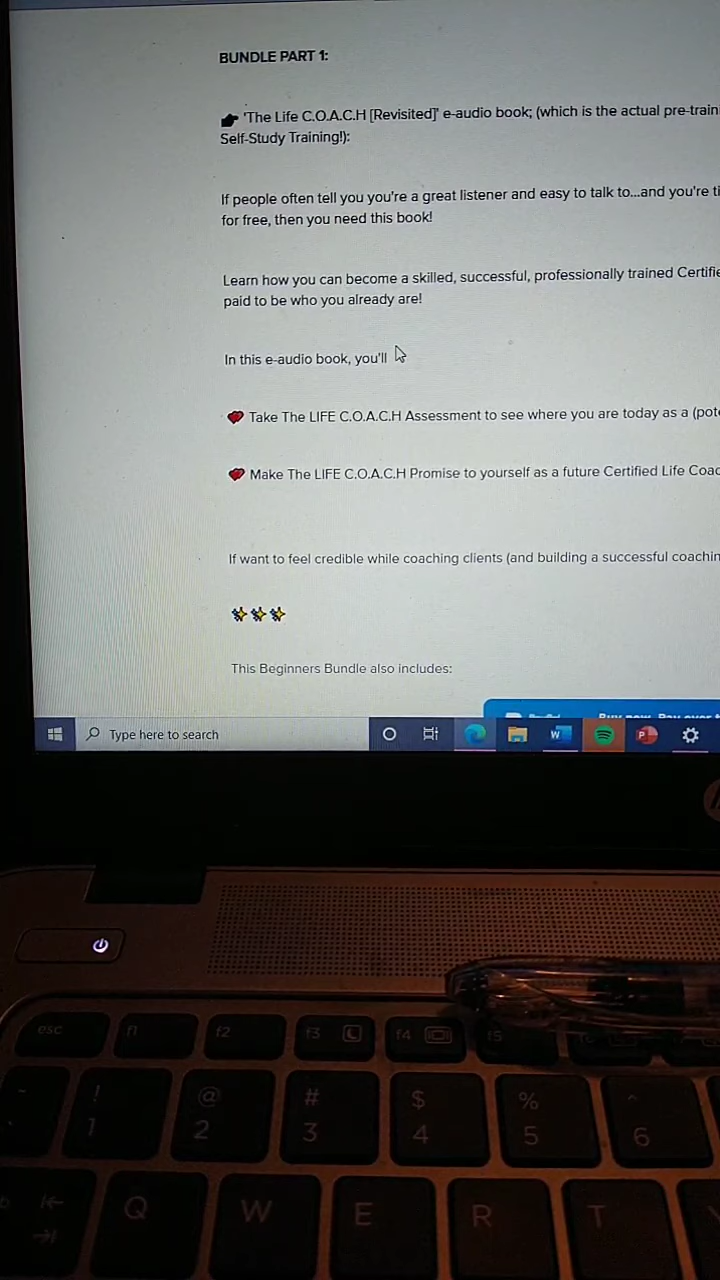 BUNDLE PART 1:
'The Life C.O.A.C.H [Revisited]' e-audio book; (which is the actual pre-train
Self-Study Training!):
If people often tell you you're a great listener and easy to talk to...and you're ti
for free, then you need this book!
Learn how you can become a skilled, successful, professionally trained Certifie
paid to be who you already are!
In this e-audio book, you'll
Take The LIFE C.O.A.C.H Assessment to see where you are today as a (pote
Make The LIFE C.O.A.C.H Promise to yourself as a future Certified Life Coac
If want to feel credible while coaching clients (and building a successful coachin
This Beginners Bundle also includes:
Type here to search
esc f1 f2 f3 f4 f5
! @ # $ % ^
1 2 3 4 5 6
Q W E R T